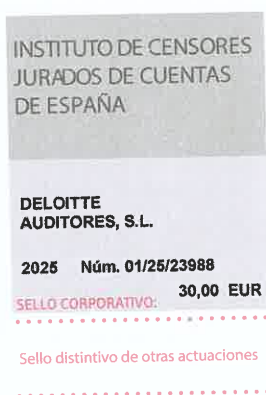 INSTITUTO DE CENSORES
JURADOS DE CUENTAS
DE ESPAÑA
DELOITTE
AUDITORES, S.L.
2025 Núm. 01/25/23988
30,00 EUR
SELLO CORPORATIVO:
Sello distintivo de otras actuaciones